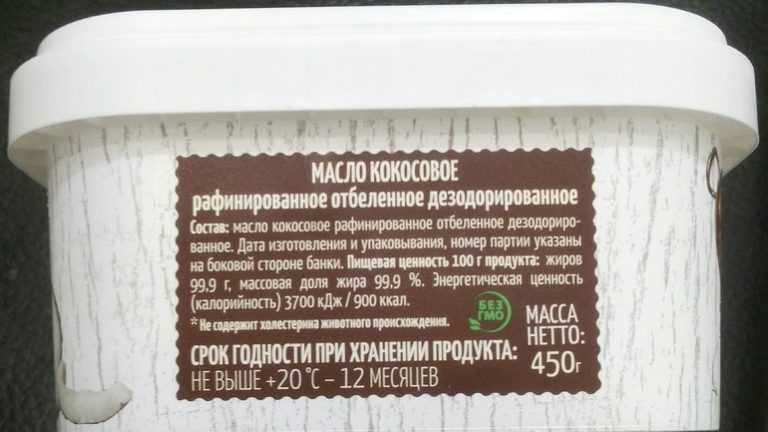 МАСЛО КОКОСОВОЕ
рафинированное отбеленное дезодорированное
Состав: масло кокосовое рафинированное отбеленное дезодориро-
ванное. Дата изготовления и упаковывания, номер партии указаны
на боковой стороне банки. Пищевая ценность 100 г продукта: жиров
99.9 г, массовая доля жира 99.9 %. Энергетическая ценность
(калорийность) 3700 кДж / 900 ккал.
* Не содержит холестерина животного происхождения.
БЕЗ
ГМО
МАССА
НЕТТО:
450г
СРОК ГОДНОСТИ ПРИ ХРАНЕНИИ ПРОДУКТА:
НЕ ВЫШЕ +20 °С – 12 МЕСЯЦЕВ